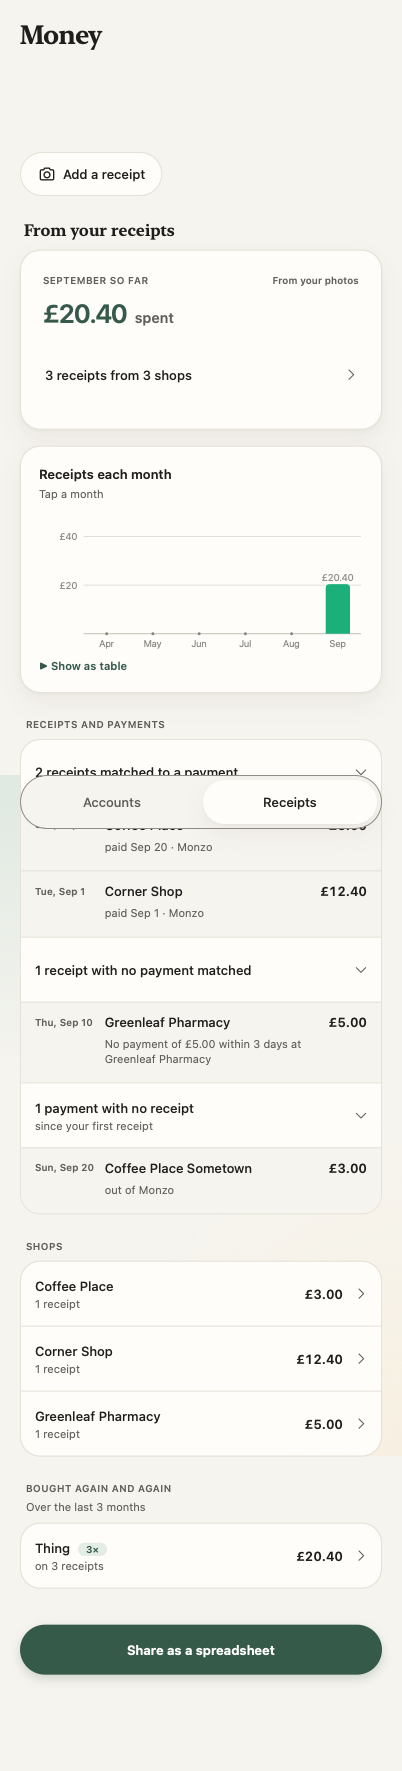 Money
Add a receipt
From your receipts
SEPTEMBER SO FAR
From your photos
£20.40 spent
3 receipts from 3 shops
Receipts each month
Tap a month
£40
£20
£20.40
Apr May Jun Jul Aug Sep
Show as table
RECEIPTS AND PAYMENTS
2 receipts matched to a payment
Accounts Receipts
paid Sep 20 · Monzo
Tue, Sep 1 Corner Shop £12.40
paid Sep 1 · Monzo
1 receipt with no payment matched
Thu, Sep 10 Greenleaf Pharmacy £5.00
No payment of £5.00 within 3 days at
Greenleaf Pharmacy
1 payment with no receipt
since your first receipt
Sun, Sep 20 Coffee Place Sometown £3.00
out of Monzo
SHOPS
Coffee Place £3.00
1 receipt
Corner Shop £12.40
1 receipt
Greenleaf Pharmacy £5.00
1 receipt
BOUGHT AGAIN AND AGAIN
Over the last 3 months
Thing 3× £20.40
on 3 receipts
Share as a spreadsheet